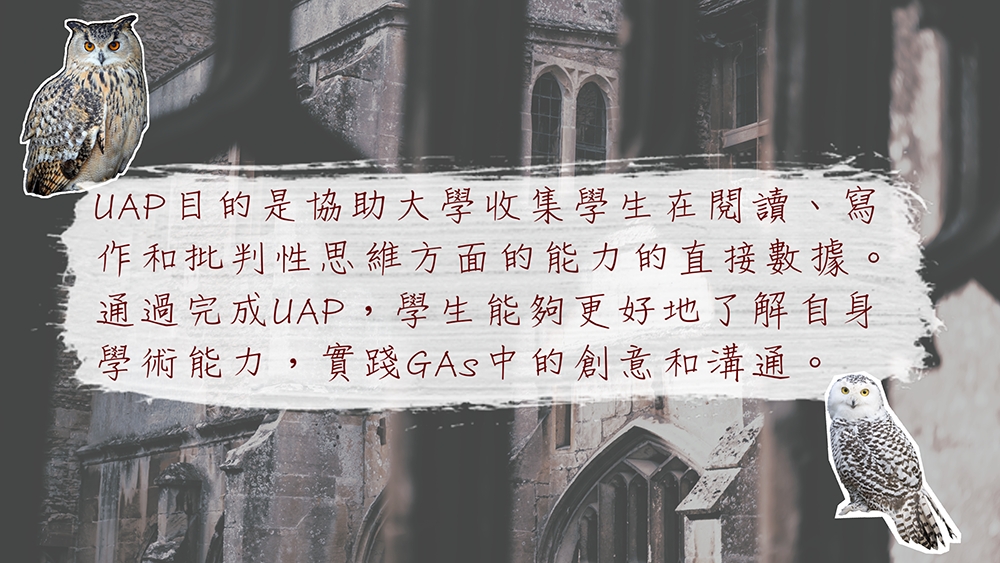 UAP目的是協助大學收集學生在閱讀、寫
作和批判性思維方面的能力的直接數據。
通過完成UAP，學生能夠更好地了解自身
學術能力，實踐GAs中的創意和溝通。